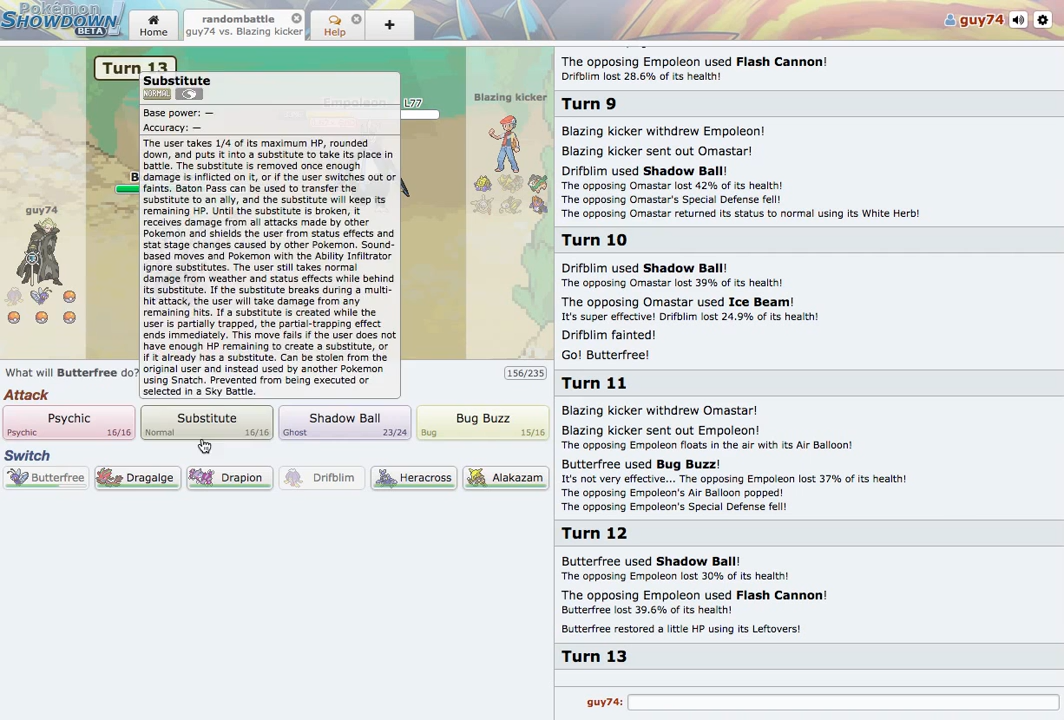 Pokémon
SHOWDOWN
BETA
Home
randombattle
guy74 vs. Blazing kicker
Help
+
guy74
Turn 13
L77
Blazing kicker
guy74
Substitute
NORMAL
Base power: —
Accuracy: —
The user takes 1/4 of its maximum HP, rounded
down, and puts it into a substitute to take its place in
battle. The substitute is removed once enough
damage is inflicted on it, or if the user switches out or
faints. Baton Pass can be used to transfer the
substitute to an ally, and the substitute will keep its
remaining HP. Until the substitute is broken, it
receives damage from all attacks made by other
Pokemon and shields the user from status effects and
stat stage changes caused by other Pokemon. Sound-
based moves and Pokemon with the Ability Infiltrator
ignore substitutes. The user still takes normal
damage from weather and status effects while behind
its substitute. If the substitute breaks during a multi-
hit attack, the user will take damage from any
remaining hits. If a substitute is created while the
user is partially trapped, the partial-trapping effect
ends immediately. This move fails if the user does not
have enough HP remaining to create a substitute, or
if it already has a substitute. Can be stolen from the
original user and instead used by another Pokemon
using Snatch. Prevented from being executed or
selected in a Sky Battle.
What will Butterfree do?
156/235
Attack
Psychic
Psychic 16/16
Substitute
Normal 16/16
Shadow Ball
Ghost 23/24
Bug Buzz
Bug 15/16
Switch
Butterfree
Dragalge
Drapion
Drifblim
Heracross
Alakazam
The opposing Empoleon used Flash Cannon!
Drifblim lost 28.6% of its health!
Turn 9
Blazing kicker withdrew Empoleon!
Blazing kicker sent out Omastar!
Drifblim used Shadow Ball!
The opposing Omastar lost 42% of its health!
The opposing Omastar's Special Defense fell!
The opposing Omastar returned its status to normal using its White Herb!
Turn 10
Drifblim used Shadow Ball!
The opposing Omastar lost 39% of its health!
The opposing Omastar used Ice Beam!
It's super effective! Drifblim lost 24.9% of its health!
Drifblim fainted!
Go! Butterfree!
Turn 11
Blazing kicker withdrew Omastar!
Blazing kicker sent out Empoleon!
The opposing Empoleon floats in the air with its Air Balloon!
Butterfree used Bug Buzz!
It's not very effective... The opposing Empoleon lost 37% of its health!
The opposing Empoleon's Air Balloon popped!
The opposing Empoleon's Special Defense fell!
Turn 12
Butterfree used Shadow Ball!
The opposing Empoleon lost 30% of its health!
The opposing Empoleon used Flash Cannon!
Butterfree lost 39.6% of its health!
Butterfree restored a little HP using its Leftovers!
Turn 13
guy74: